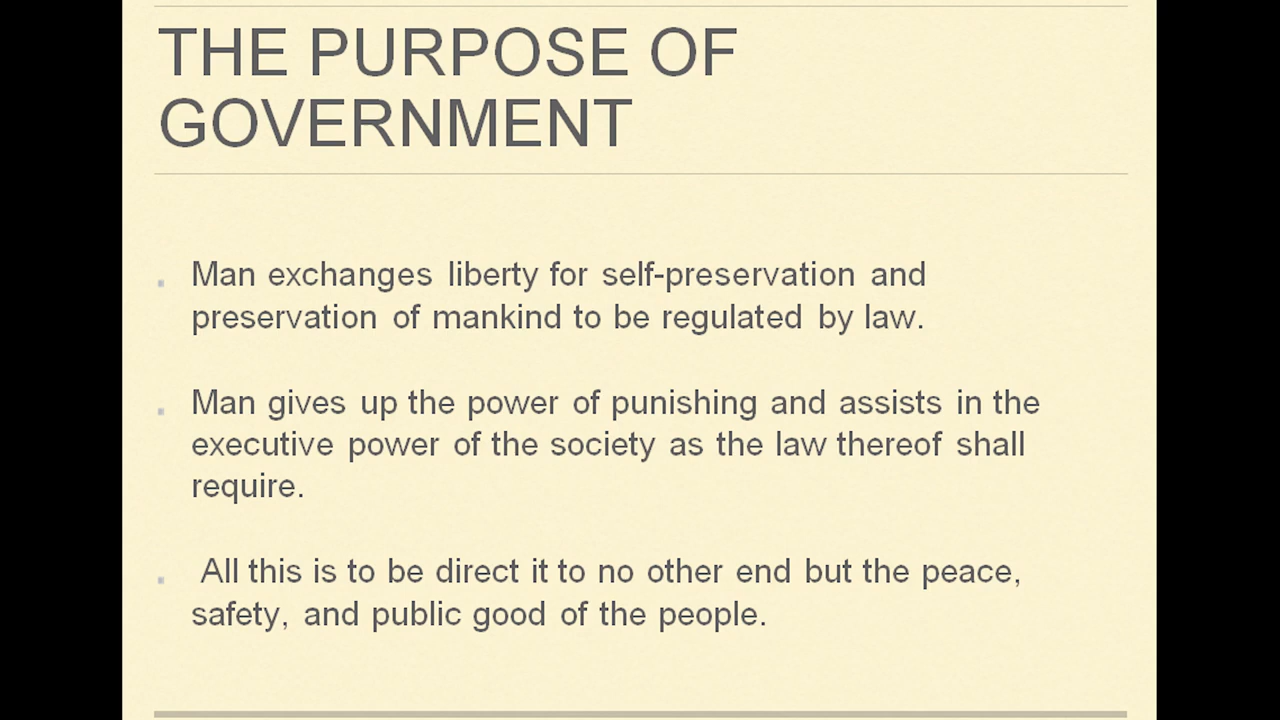 THE PURPOSE OF
GOVERNMENT
Man exchanges liberty for self-preservation and
preservation of mankind to be regulated by law.
Man gives up the power of punishing and assists in the
executive power of the society as the law thereof shall
require.
All this is to be direct it to no other end but the peace,
safety, and public good of the people.